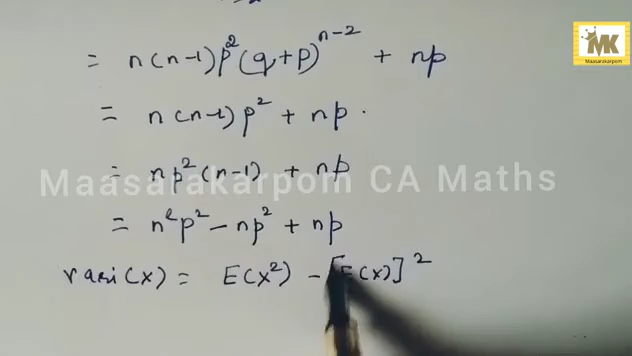 = n(n-1)p²(q+p)ⁿ⁻² + np
MK
Maasarakarpom
= n(n-1)p² + np.
= np²(n-1) + np
Maasarakarpom CA Maths
= n²p² - np² + np
vari(x) = E(x²) - [E(x)]²